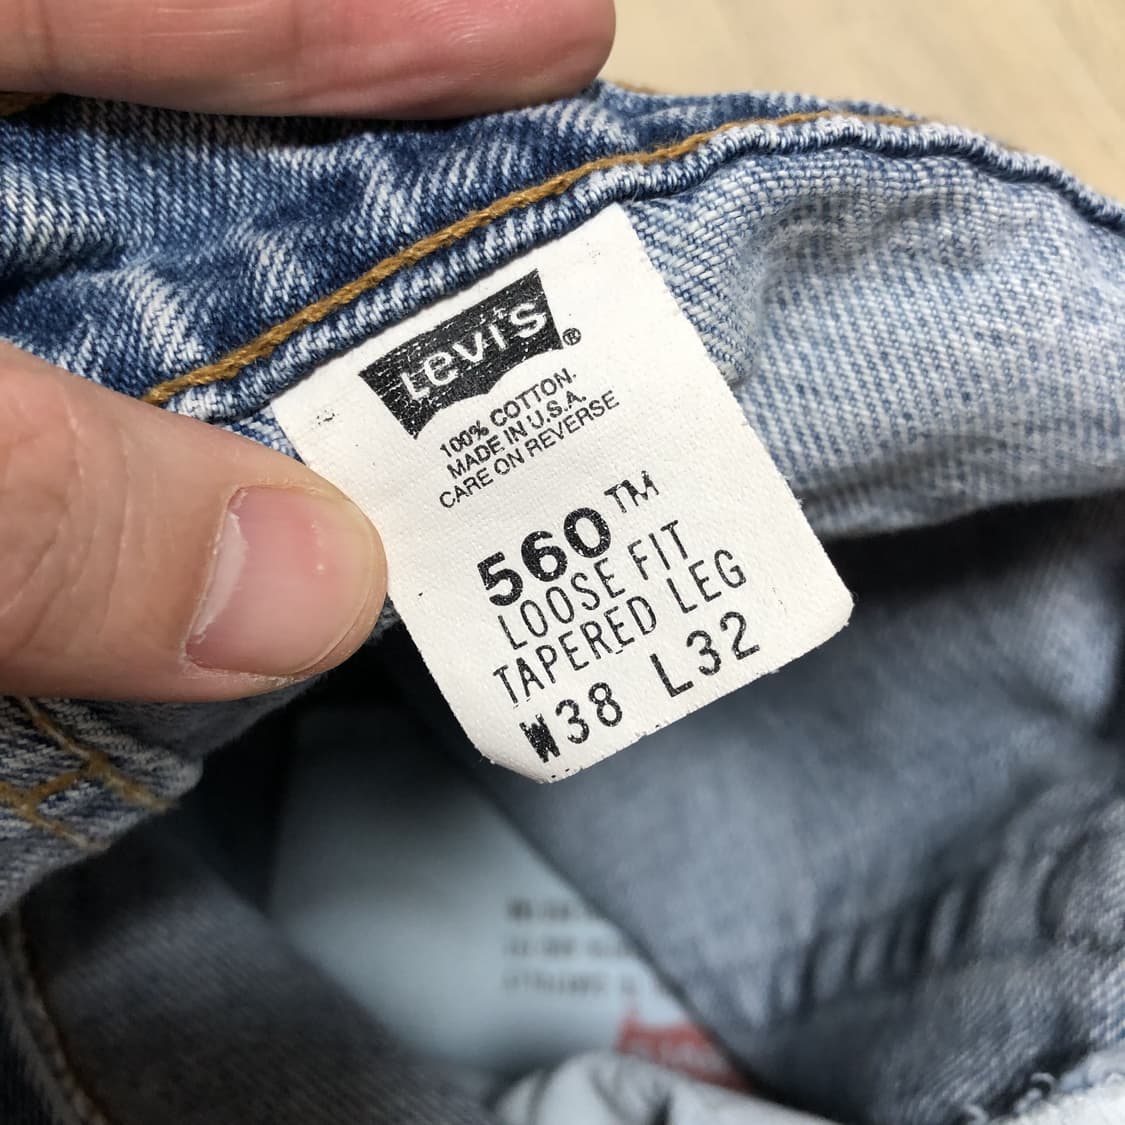 Levi's®
100% COTTON.
MADE IN U.S.A.
CARE ON REVERSE
560™
LOOSE FIT
TAPERED LEG
W38 L32